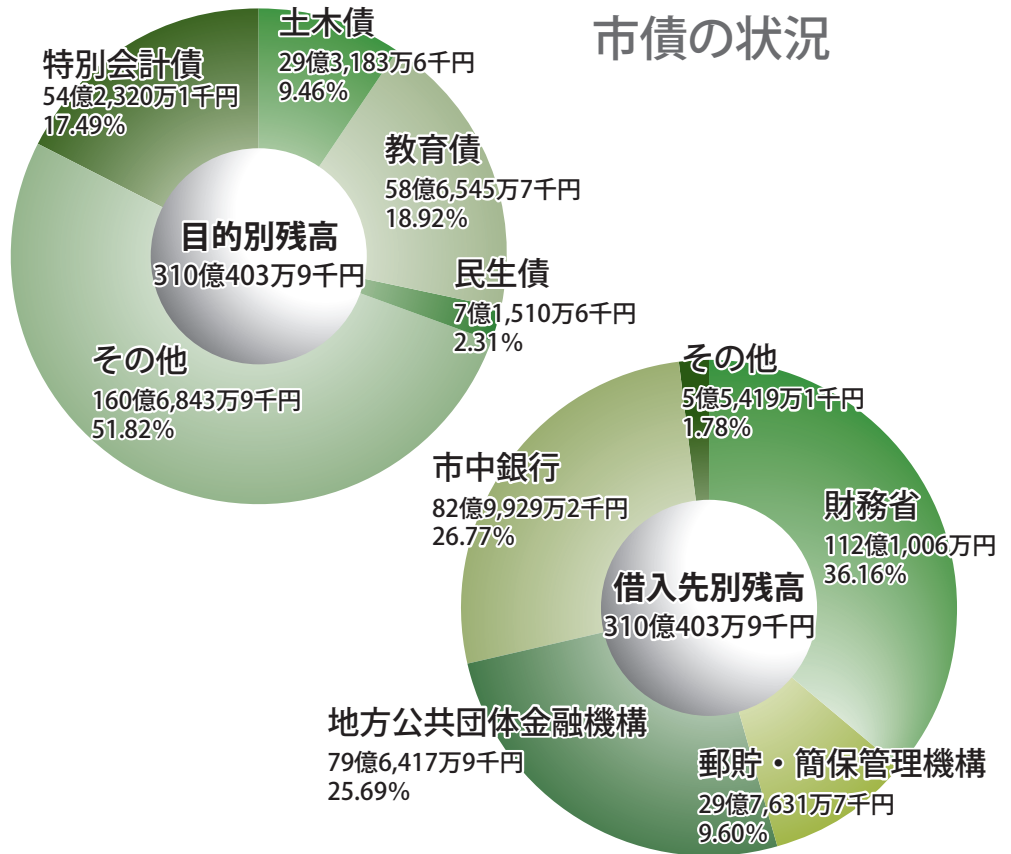 市債の状況
土木債
29億3,183万6千円
9.46%
教育債
58億6,545万7千円
18.92%
民生債
7億1,510万6千円
2.31%
その他
160億6,843万9千円
51.82%
特別会計債
54億2,320万1千円
17.49%
目的別残高
310億403万9千円
その他
5億5,419万1千円
1.78%
財務省
112億1,006万円
36.16%
郵貯・簡保管理機構
29億7,631万7千円
9.60%
地方公共団体金融機構
79億6,417万9千円
25.69%
市中銀行
82億9,929万2千円
26.77%
借入先別残高
310億403万9千円